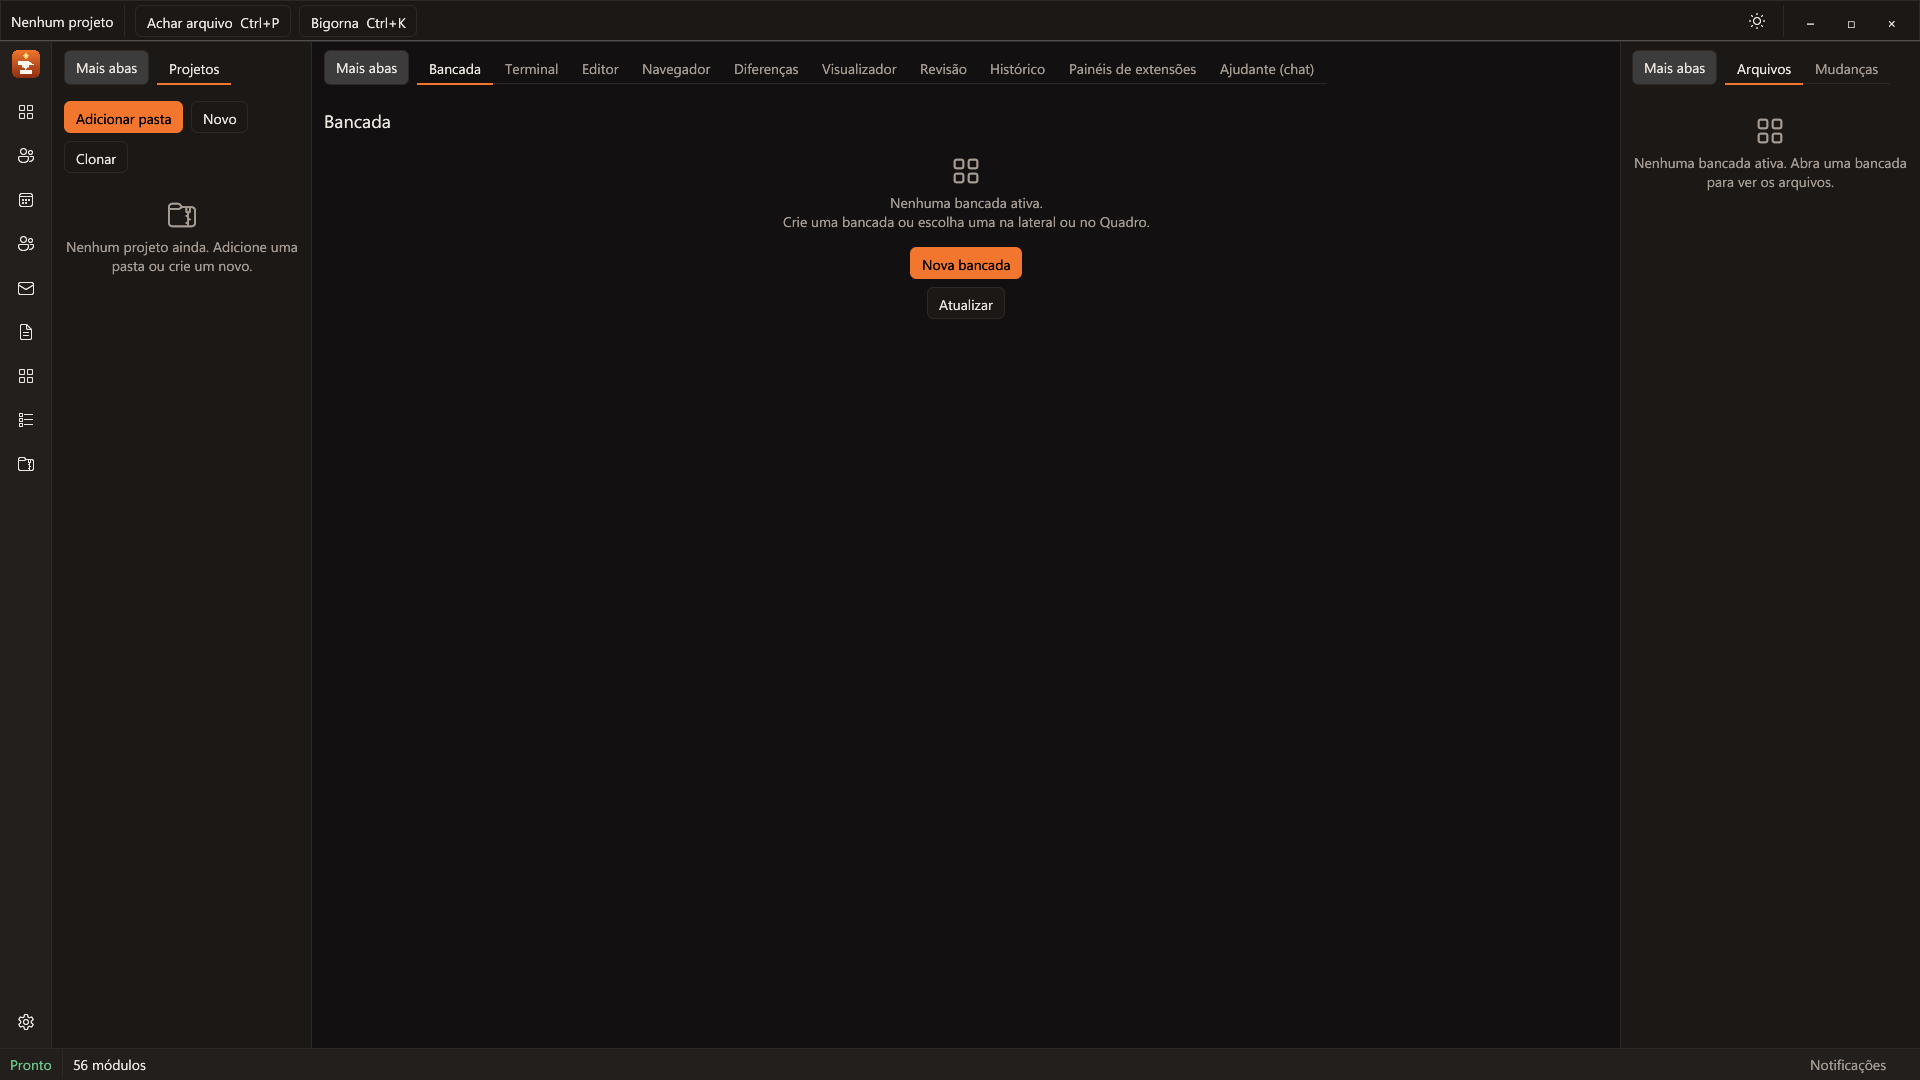 Nenhum projeto
Achar arquivo Ctrl+P
Bigorna Ctrl+K
Mais abas
Projetos
Adicionar pasta
Novo
Clonar
Nenhum projeto ainda. Adicione uma
pasta ou crie um novo.
Mais abas
Bancada
Terminal
Editor
Navegador
Diferenças
Visualizador
Revisão
Histórico
Painéis de extensões
Ajudante (chat)
Bancada
Nenhuma bancada ativa.
Crie uma bancada ou escolha uma na lateral ou no Quadro.
Nova bancada
Atualizar
Mais abas
Arquivos
Mudanças
Nenhuma bancada ativa. Abra uma bancada
para ver os arquivos.
Pronto
56 módulos
Notificações